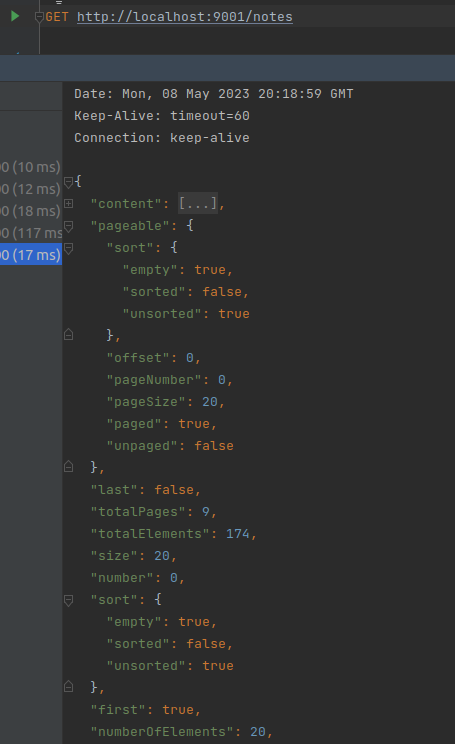 GET http://localhost:9001/notes
Date: Mon, 08 May 2023 20:18:59 GMT
Keep-Alive: timeout=60
Connection: keep-alive
00 (10 ms)
00 (12 ms)
00 (18 ms)
00 (117 ms
00 (17 ms)
{
"content": [...],
"pageable": {
"sort": {
"empty": true,
"sorted": false,
"unsorted": true
},
"offset": 0,
"pageNumber": 0,
"pageSize": 20,
"paged": true,
"unpaged": false
},
"last": false,
"totalPages": 9,
"totalElements": 174,
"size": 20,
"number": 0,
"sort": {
"empty": true,
"sorted": false,
"unsorted": true
},
"first": true,
"numberOfElements": 20,